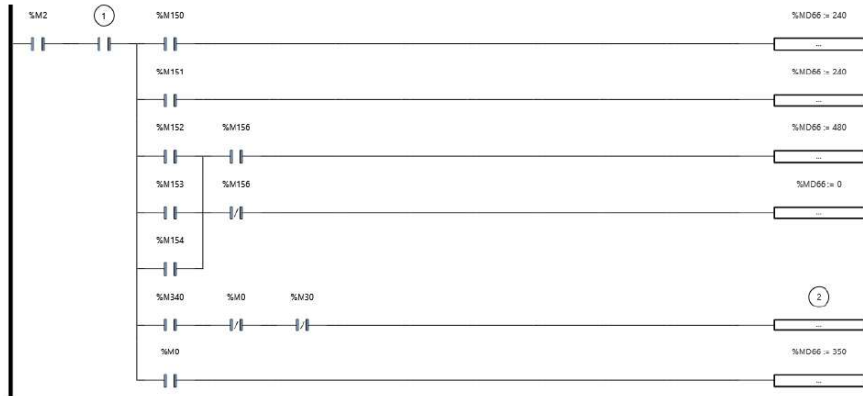 %M2 1 %M150 %MD66 := 240
...
%M151 %MD66 := 240
...
%M152 %M156 %MD66 := 480
...
%M153 %M156 %MD66 := 0
...
%M154
%M340 %M0 %M30 2
...
%M0 %MD66 := 350
...